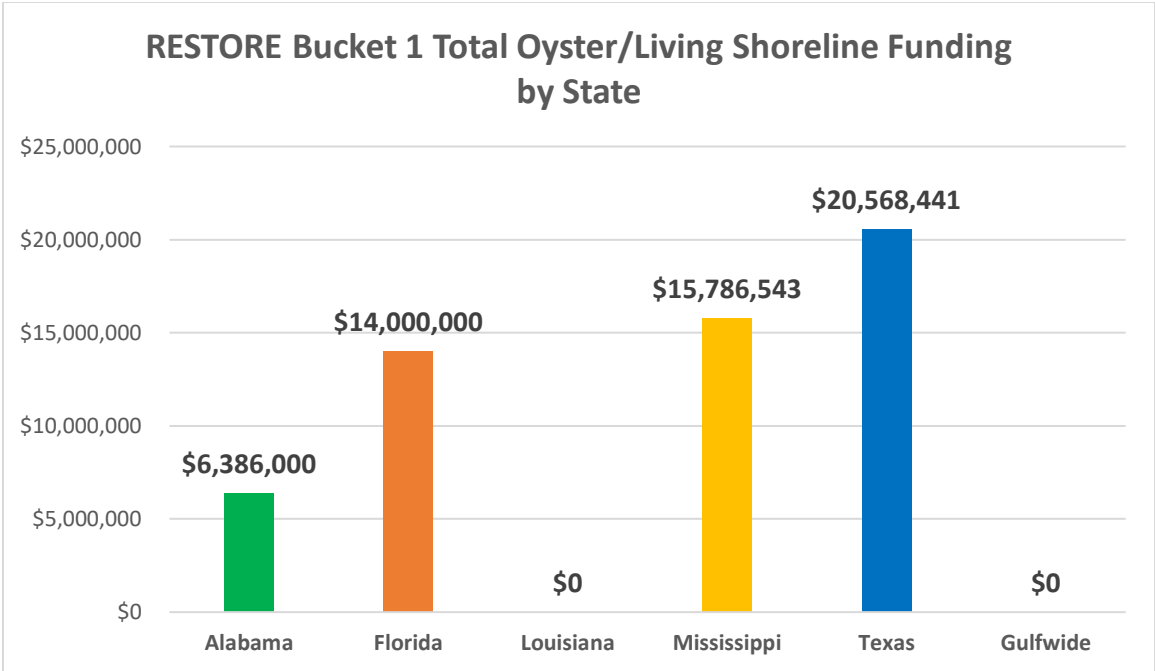 RESTORE Bucket 1 Total Oyster/Living Shoreline Funding
by State
$25,000,000
$20,000,000
$15,000,000
$10,000,000
$5,000,000
$0
$6,386,000
$14,000,000
$0
$15,786,543
$20,568,441
$0
Alabama
Florida
Louisiana
Mississippi
Texas
Gulfwide